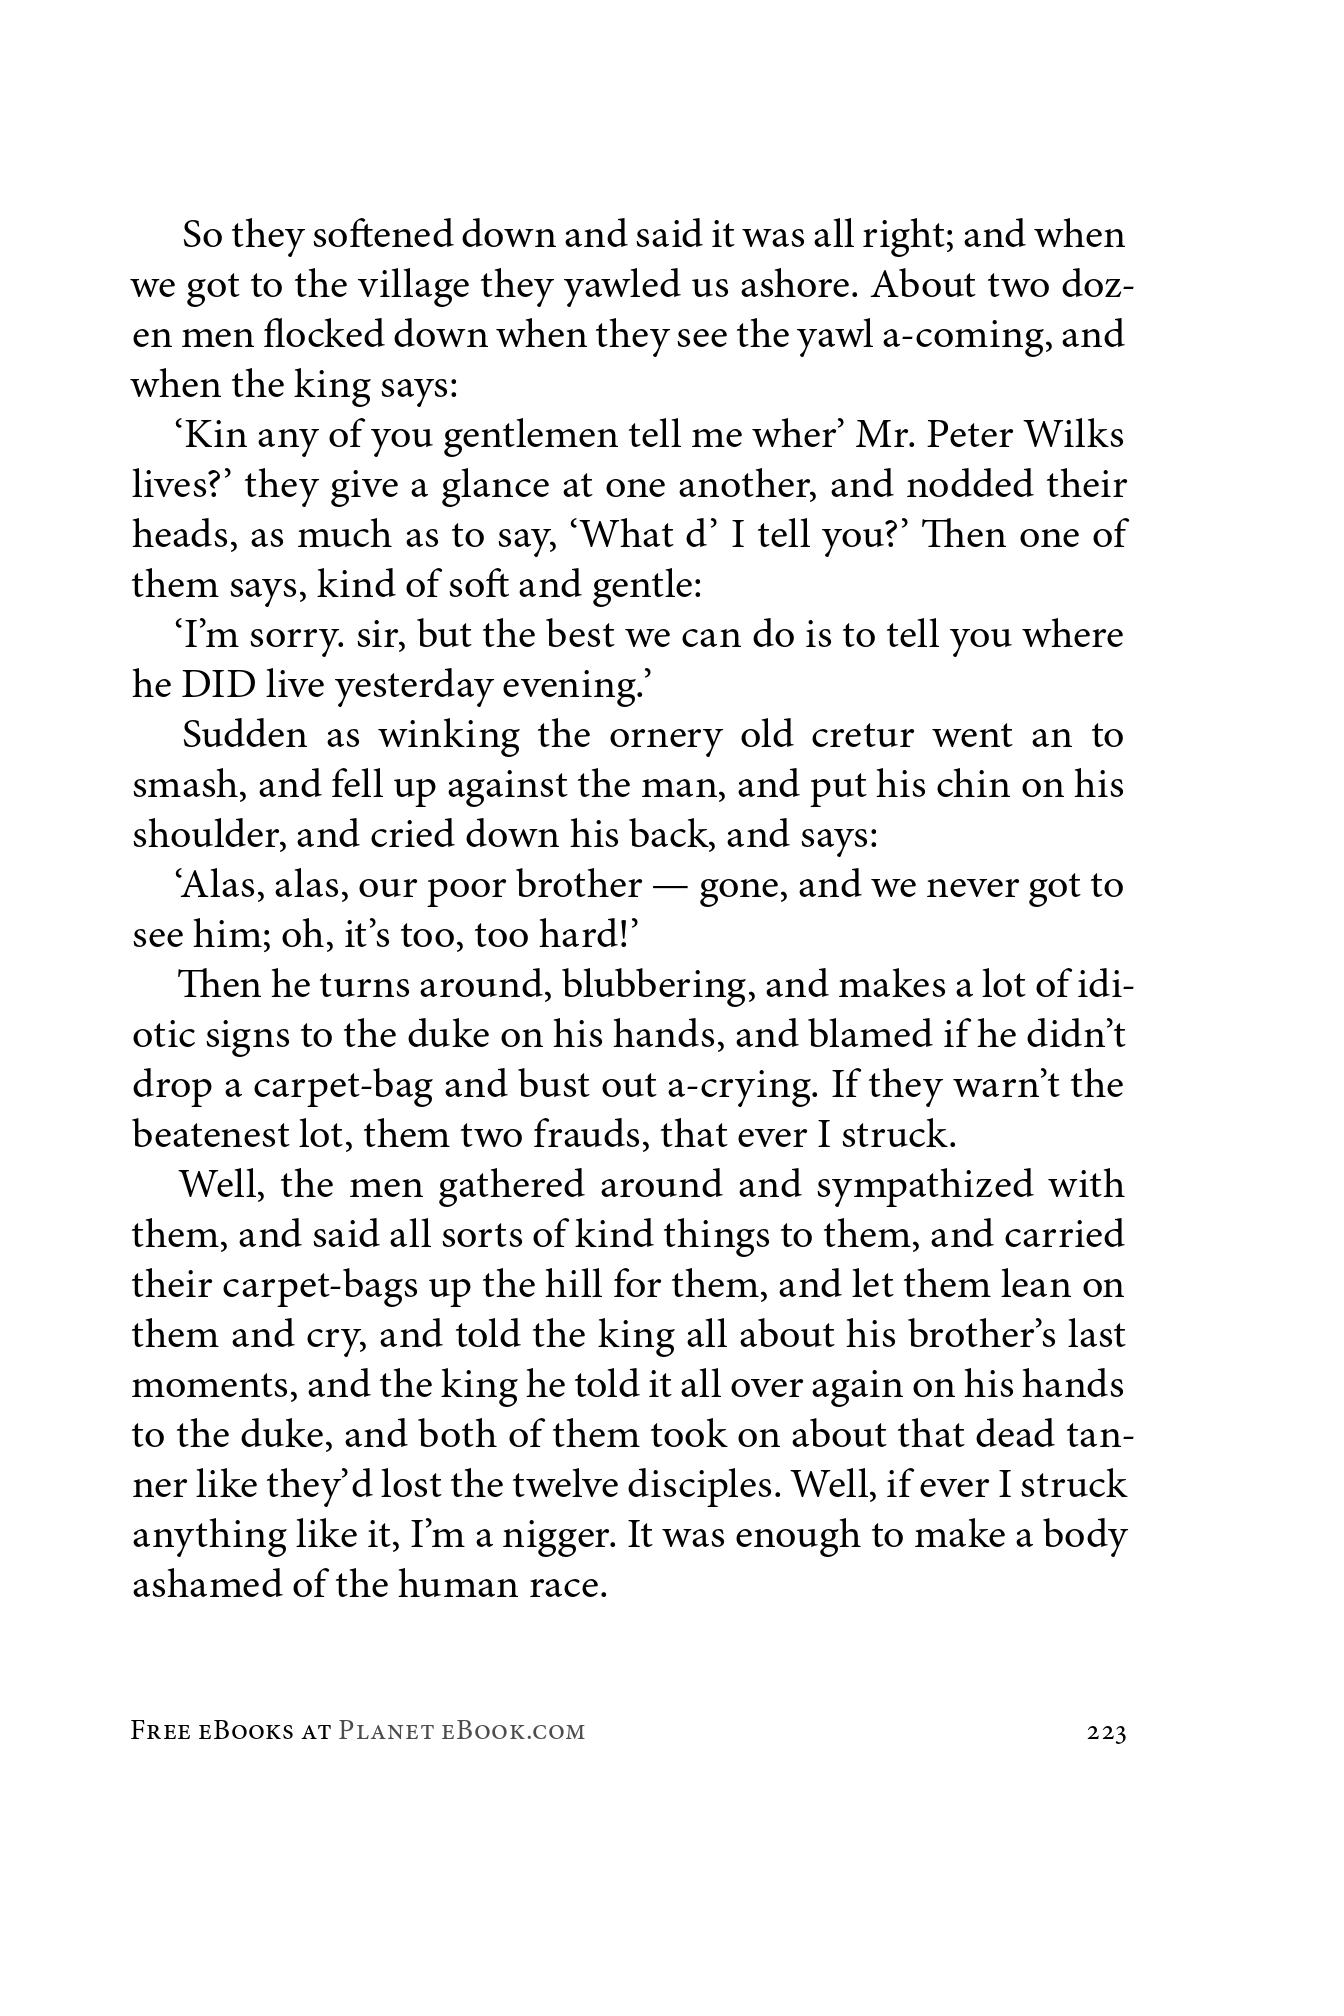 So they softened down and said it was all right; and when
we got to the village they yawled us ashore. About two doz-
en men flocked down when they see the yawl a-coming, and
when the king says:
‘Kin any of you gentlemen tell me wher’ Mr. Peter Wilks
lives?’ they give a glance at one another, and nodded their
heads, as much as to say, ‘What d’ I tell you?’ Then one of
them says, kind of soft and gentle:
‘I’m sorry. sir, but the best we can do is to tell you where
he DID live yesterday evening.’
Sudden as winking the ornery old cretur went an to
smash, and fell up against the man, and put his chin on his
shoulder, and cried down his back, and says:
‘Alas, alas, our poor brother — gone, and we never got to
see him; oh, it’s too, too hard!’
Then he turns around, blubbering, and makes a lot of idi-
otic signs to the duke on his hands, and blamed if he didn’t
drop a carpet-bag and bust out a-crying. If they warn’t the
beatenest lot, them two frauds, that ever I struck.
Well, the men gathered around and sympathized with
them, and said all sorts of kind things to them, and carried
their carpet-bags up the hill for them, and let them lean on
them and cry, and told the king all about his brother’s last
moments, and the king he told it all over again on his hands
to the duke, and both of them took on about that dead tan-
ner like they’d lost the twelve disciples. Well, if ever I struck
anything like it, I’m a nigger. It was enough to make a body
ashamed of the human race.
Free eBooks at Planet eBook.com 223